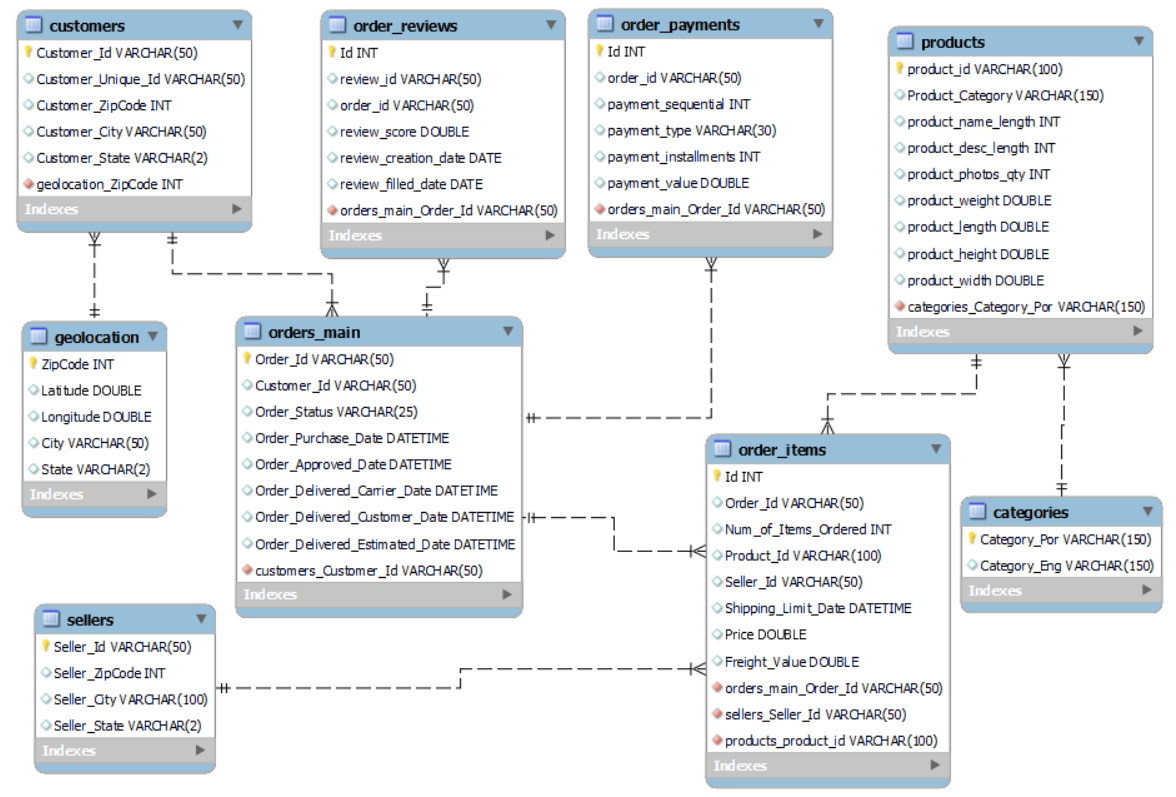 customers
Customer_Id VARCHAR(50)
Customer_Unique_Id VARCHAR(50)
Customer_ZipCode INT
Customer_City VARCHAR(50)
Customer_State VARCHAR(2)
geolocation_ZipCode INT
Indexes
order_reviews
Id INT
review_id VARCHAR(50)
order_id VARCHAR(50)
review_score DOUBLE
review_creation_date DATE
review_filled_date DATE
orders_main_Order_Id VARCHAR(50)
Indexes
order_payments
Id INT
order_id VARCHAR(50)
payment_sequential INT
payment_type VARCHAR(30)
payment_installments INT
payment_value DOUBLE
orders_main_Order_Id VARCHAR(50)
Indexes
products
product_id VARCHAR(100)
Product_Category VARCHAR(150)
product_name_length INT
product_desc_length INT
product_photos_qty INT
product_weight DOUBLE
product_length DOUBLE
product_height DOUBLE
product_width DOUBLE
categories_Category_Por VARCHAR(150)
Indexes
geolocation
ZipCode INT
Latitude DOUBLE
Longitude DOUBLE
City VARCHAR(50)
State VARCHAR(2)
Indexes
orders_main
Order_Id VARCHAR(50)
Customer_Id VARCHAR(50)
Order_Status VARCHAR(25)
Order_Purchase_Date DATETIME
Order_Approved_Date DATETIME
Order_Delivered_Carrier_Date DATETIME
Order_Delivered_Customer_Date DATETIME
Order_Delivered_Estimated_Date DATETIME
customers_Customer_Id VARCHAR(50)
Indexes
order_items
Id INT
Order_Id VARCHAR(50)
Num_of_Items_Ordered INT
Product_Id VARCHAR(100)
Seller_Id VARCHAR(50)
Shipping_Limit_Date DATETIME
Price DOUBLE
Freight_Value DOUBLE
orders_main_Order_Id VARCHAR(50)
sellers_Seller_Id VARCHAR(50)
products_product_id VARCHAR(100)
Indexes
categories
Category_Por VARCHAR(150)
Category_Eng VARCHAR(150)
Indexes
sellers
Seller_Id VARCHAR(50)
Seller_ZipCode INT
Seller_City VARCHAR(100)
Seller_State VARCHAR(2)
Indexes